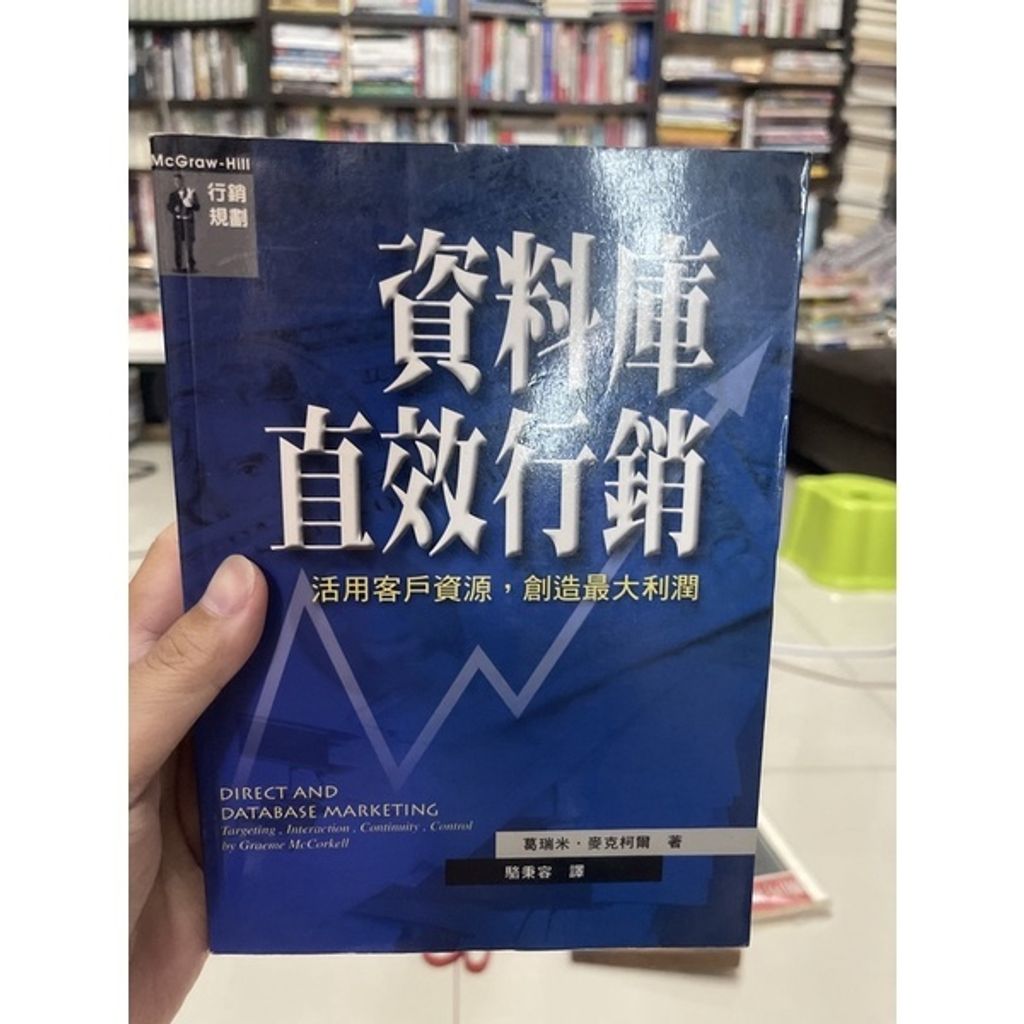 McGraw-Hill
行銷
規劃
資料庫
直效行銷
活用客戶資源，創造最大利潤
DIRECT AND
DATABASE MARKETING
Targeting . Interaction . Continuity . Control
by Graeme McCorkell
葛瑞米・麥克柯爾 著
駱秉容 譯